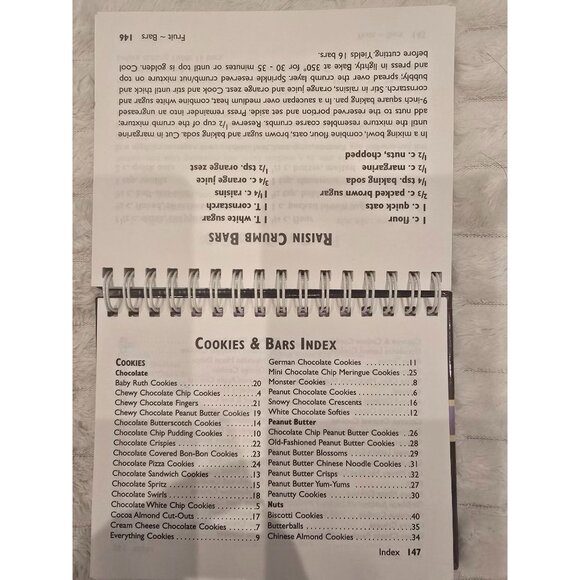 RAISIN CRUMB BARS
1 c. flour
1 c. quick oats
2/3 c. packed brown sugar
1/4 tsp. baking soda
1/2 c. margarine
1/2 c. nuts, chopped
1 T. white sugar
1 T. cornstarch
1 1/4 c. raisins
3/4 c. orange juice
1/2 tsp. orange zest
In a mixing bowl, combine flour, oats, brown sugar and baking soda. Cut in margarine
until the mixture resembles coarse crumbs. Reserve 1/2 cup of the crumb mixture;
add nuts to the reserved portion and set aside. Press remainder into an ungreased
9-inch square baking pan. In a saucepan over medium heat, combine white sugar and
cornstarch. Stir in raisins, orange juice and orange zest. Cook and stir until thick and
bubbly; spread over the crumb layer. Sprinkle reserved crumb/nut mixture on top
and press in lightly. Bake at 350° for 30 - 35 minutes or until top is golden. Cool
before cutting. Yields 16 bars.
Fruit ~ Bars 146
COOKIES & BARS INDEX
COOKIES
Chocolate
Baby Ruth Cookies ...................20
Chewy Chocolate Chip Cookies ..........4
Chewy Chocolate Fingers ..............21
Chewy Chocolate Peanut Butter Cookies 19
Chocolate Butterscotch Cookies .........14
Chocolate Chip Pudding Cookies ........10
Chocolate Crispies ...................22
Chocolate Covered Bon-Bon Cookies ....23
Chocolate Pizza Cookies ...............24
Chocolate Sandwich Cookies ...........13
Chocolate Spritz .....................15
Chocolate Swirls .....................18
Chocolate White Chip Cookies ..........5
Cocoa Almond Cut-Outs ..............17
Cream Cheese Chocolate Cookies .......7
Everything Cookies ...................9
German Chocolate Cookies ............11
Mini Chocolate Chip Meringue Cookies ..25
Monster Cookies .....................8
Peanut Chocolate Cookies ..............6
Snowy Chocolate Crescents ...........16
White Chocolate Softies ..............12
Peanut Butter
Chocolate Chip Peanut Butter Cookies ...26
Old-Fashioned Peanut Butter Cookies ....28
Peanut Butter Blossoms ...............29
Peanut Butter Chinese Noodle Cookies ..31
Peanut Butter Crisps .................32
Peanut Butter Yum-Yums .............27
Peanutty Cookies ....................30
Nuts
Biscotti Cookies .....................40
Butterballs .........................35
Chinese Almond Cookies ..............34
Index 147